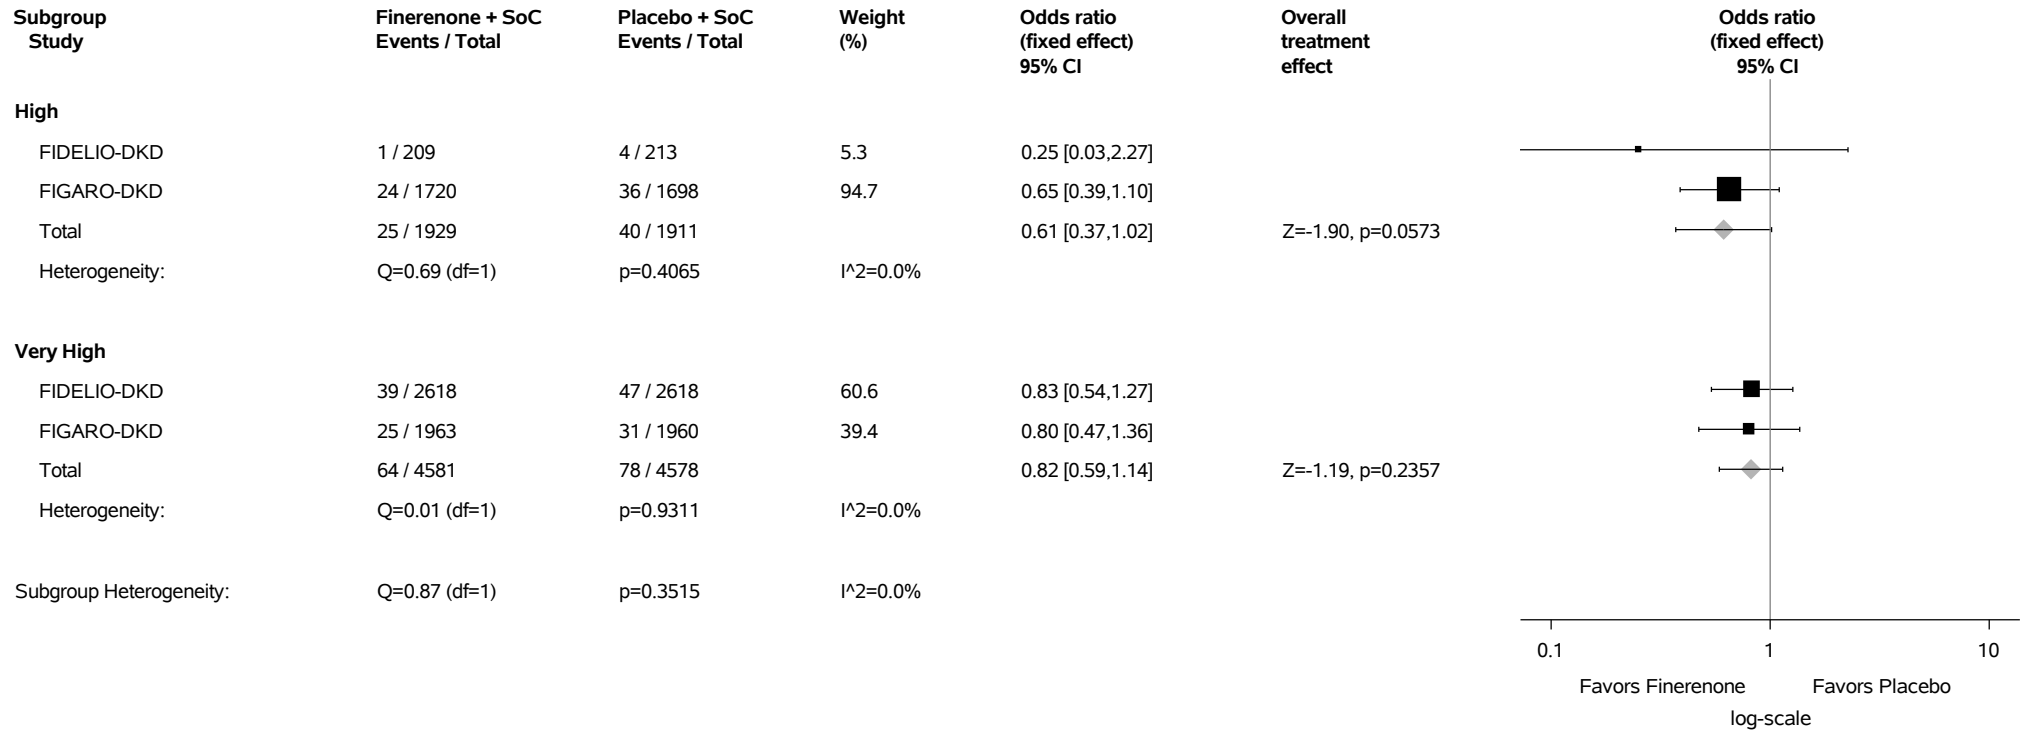 Subgroup Finerenone + SoC Placebo + SoC Weight Odds ratio Overall Odds ratio
Study Events / Total Events / Total (%) (fixed effect) treatment (fixed effect)
95% CI effect 95% CI
High
FIDELIO-DKD 1 / 209 4 / 213 5.3 0.25 [0.03,2.27]
FIGARO-DKD 24 / 1720 36 / 1698 94.7 0.65 [0.39,1.10]
Total 25 / 1929 40 / 1911 0.61 [0.37,1.02] Z=-1.90, p=0.0573
Heterogeneity: Q=0.69 (df=1) p=0.4065 I^2=0.0%
Very High
FIDELIO-DKD 39 / 2618 47 / 2618 60.6 0.83 [0.54,1.27]
FIGARO-DKD 25 / 1963 31 / 1960 39.4 0.80 [0.47,1.36]
Total 64 / 4581 78 / 4578 0.82 [0.59,1.14] Z=-1.19, p=0.2357
Heterogeneity: Q=0.01 (df=1) p=0.9311 I^2=0.0%
Subgroup Heterogeneity: Q=0.87 (df=1) p=0.3515 I^2=0.0%
0.1 1 10
Favors Finerenone Favors Placebo
log-scale